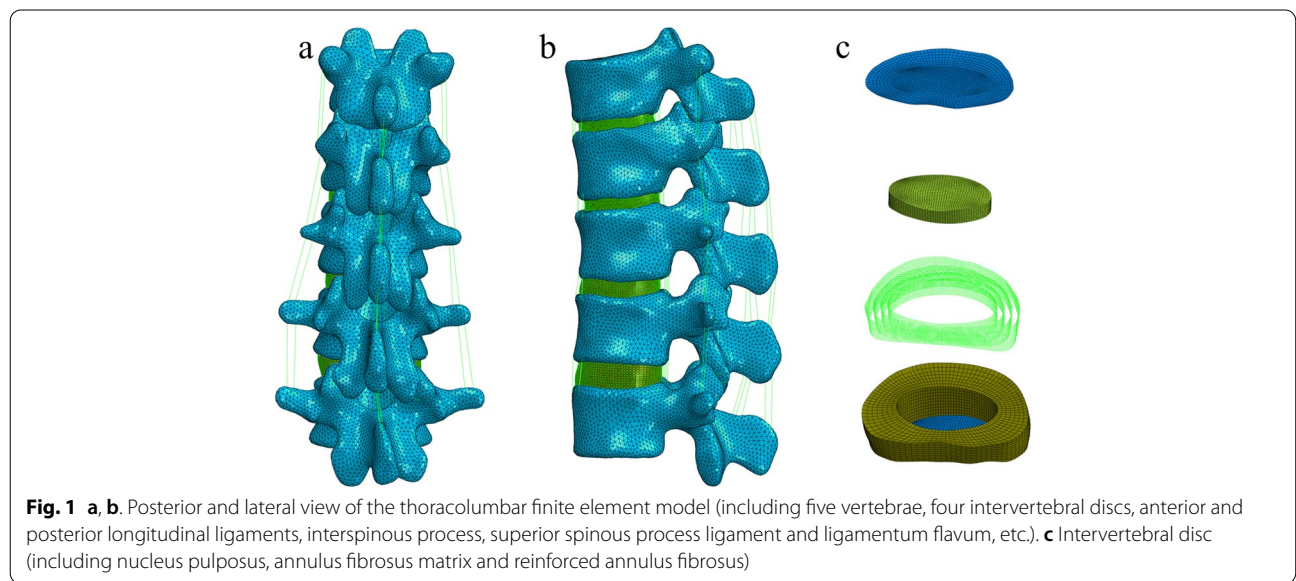 a
b
c
Fig. 1 a, b. Posterior and lateral view of the thoracolumbar finite element model (including five vertebrae, four intervertebral discs, anterior and
posterior longitudinal ligaments, interspinous process, superior spinous process ligament and ligamentum flavum, etc.). c Intervertebral disc
(including nucleus pulposus, annulus fibrosus matrix and reinforced annulus fibrosus)